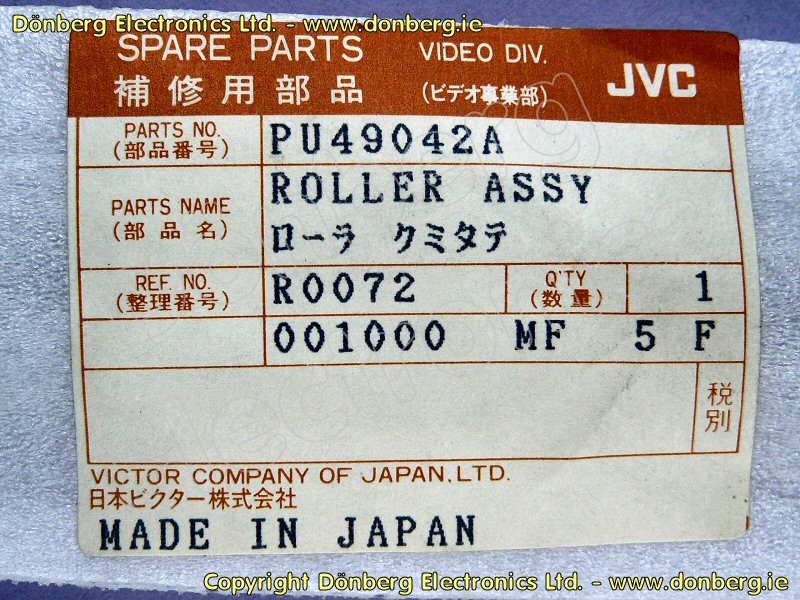 Dönberg Electronics Ltd. - www.donberg.ie
SPARE PARTS VIDEO DIV. JVC
補修用部品 (ビデオ事業部)
PARTS NO. PU49042A
(部品番号)
PARTS NAME ROLLER ASSY
(部品名) ローラ クミタテ
REF. NO. R0072 Q'TY 1
(整理番号) (数量)
001000 MF 5 F
税別
VICTOR COMPANY OF JAPAN, LTD.
日本ビクター株式会社
MADE IN JAPAN
Copyright Dönberg Electronics Ltd. - www.donberg.ie